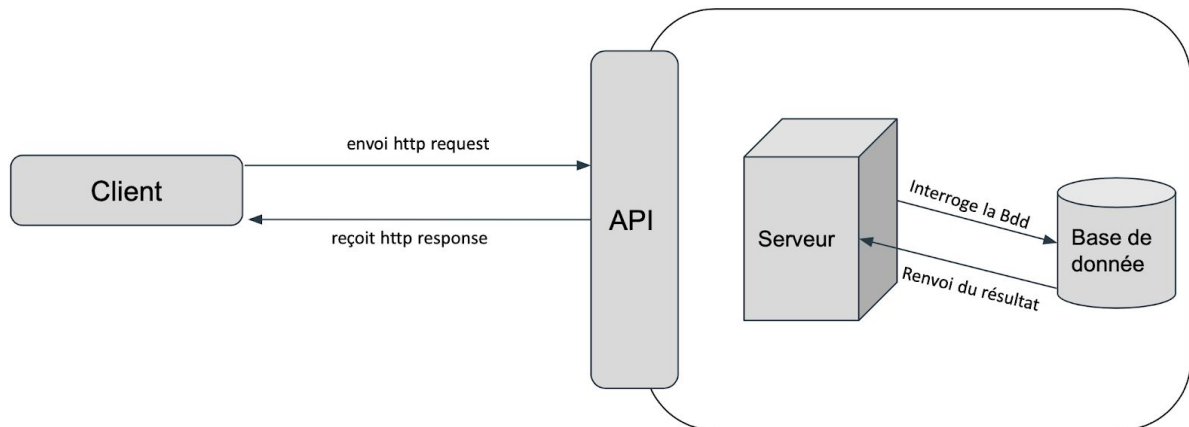 envoi http request
Client
reçoit http response
API
Serveur
Interroge la Bdd
Renvoi du résultat
Base de
donnée